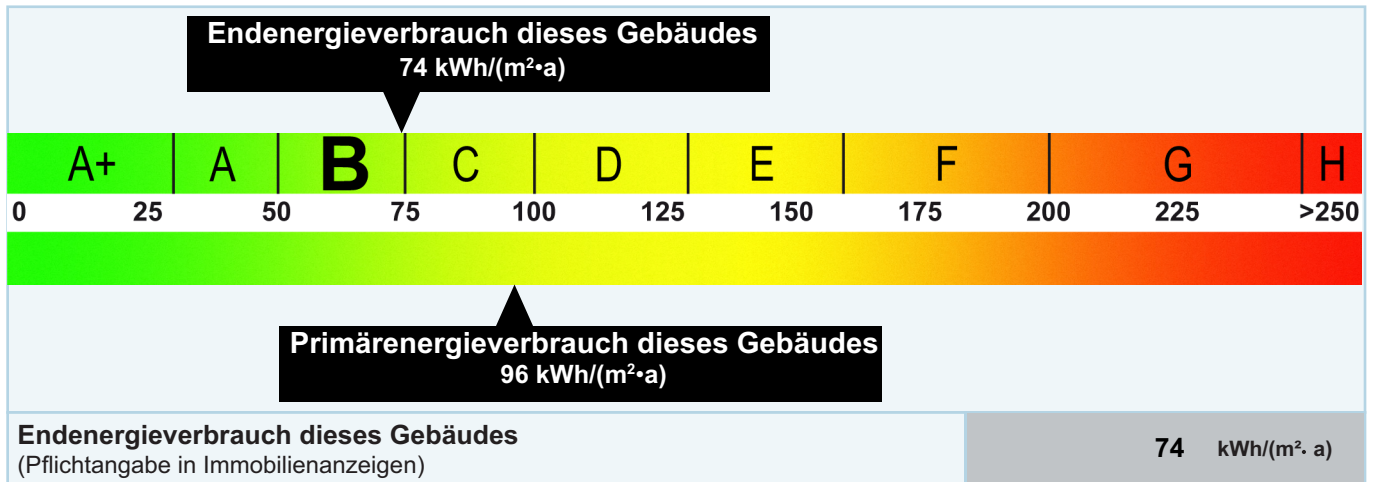 Endenergieverbrauch dieses Gebäudes
74 kWh/(m²•a)
A+ A B C D E F G H
0 25 50 75 100 125 150 175 200 225 >250
Primärenergieverbrauch dieses Gebäudes
96 kWh/(m²•a)
Endenergieverbrauch dieses Gebäudes
(Pflichtangabe in Immobilienanzeigen)
74 kWh/(m²· a)